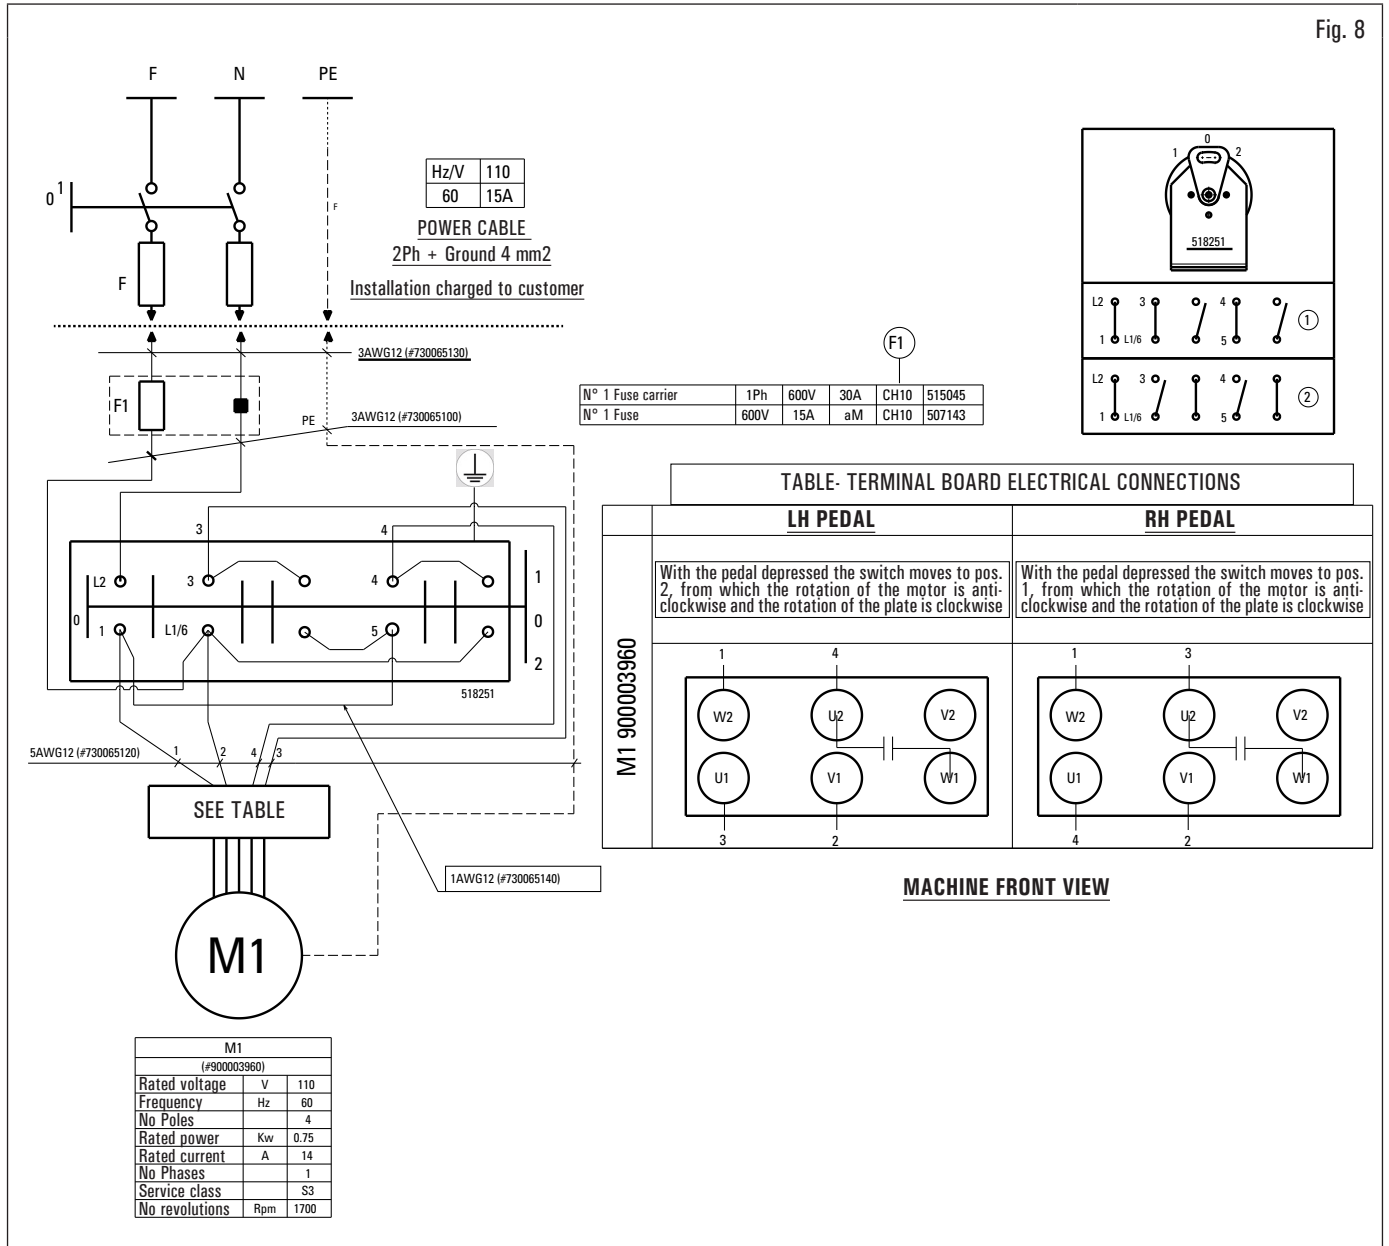 Fig. 8
F N PE
0 1
F
F
Hz/V 110
60 15A
POWER CABLE
2Ph + Ground 4 mm2
Installation charged to customer
3AWG12 (#730065130)
F1
PE
3AWG12 (#730065100)
F1
N° 1 Fuse carrier 1Ph 600V 30A CH10 515045
N° 1 Fuse 600V 15A aM CH10 507143
0
1 2
518251
L2 3 4
1 L1/6 5
1
L2 3 4
1 L1/6 5
2
3 4
L2 3 4 1
0 0
1 L1/6 5 2
518251
5AWG12 (#730065120) 1 2 4 3
SEE TABLE
1AWG12 (#730065140)
M1
M1
(#900003960)
Rated voltage V 110
Frequency Hz 60
No Poles 4
Rated power Kw 0.75
Rated current A 14
No Phases 1
Service class S3
No revolutions Rpm 1700
TABLE- TERMINAL BOARD ELECTRICAL CONNECTIONS
M1 900003960
LH PEDAL
With the pedal depressed the switch moves to pos.
2, from which the rotation of the motor is anti-
clockwise and the rotation of the plate is clockwise
1 4
W2 U2 V2
U1 V1 W1
3 2
RH PEDAL
With the pedal depressed the switch moves to pos.
1, from which the rotation of the motor is anti-
clockwise and the rotation of the plate is clockwise
1 3
W2 U2 V2
U1 V1 W1
4 2
MACHINE FRONT VIEW